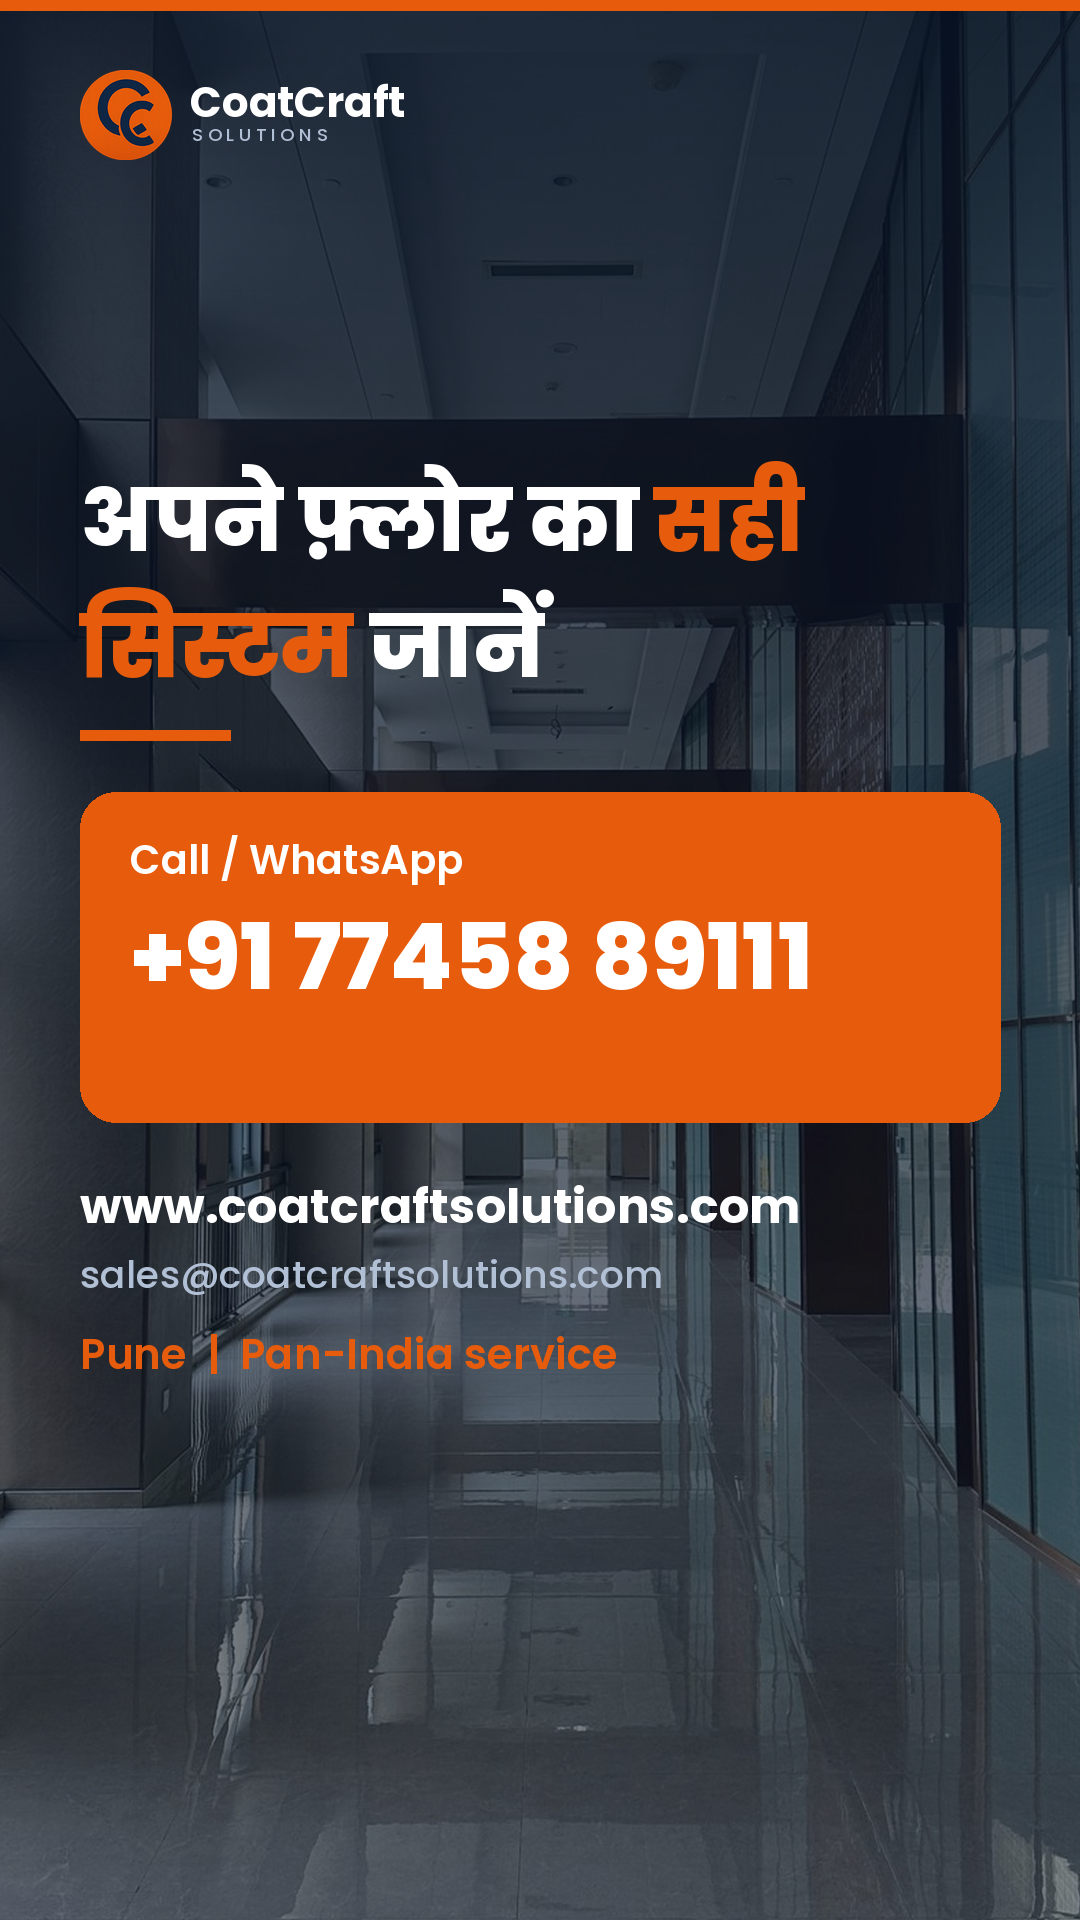 CoatCraft
SOLUTIONS
अपने फ़्लोर का सही
सिस्टम जानें
Call / WhatsApp
+91 77458 89111
www.coatcraftsolutions.com
sales@coatcraftsolutions.com
Pune | Pan-India service